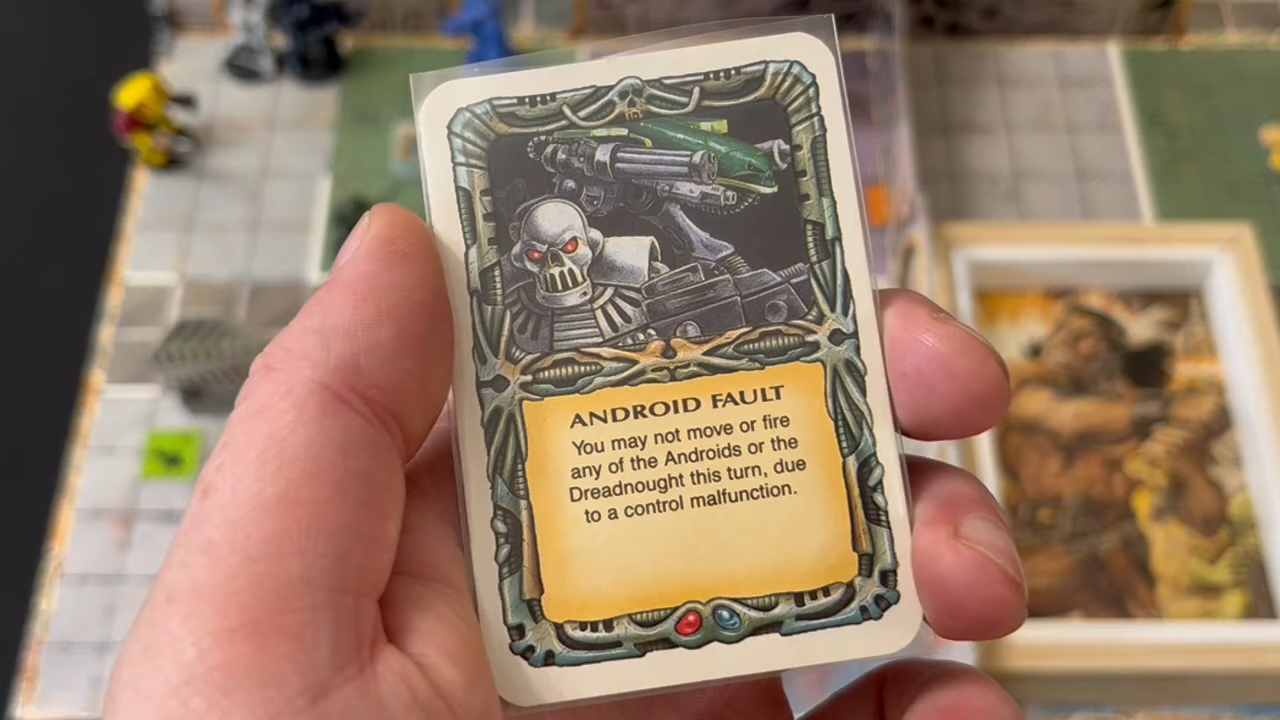 ANDROID FAULT
You may not move or fire
any of the Androids or the
Dreadnought this turn, due
to a control malfunction.